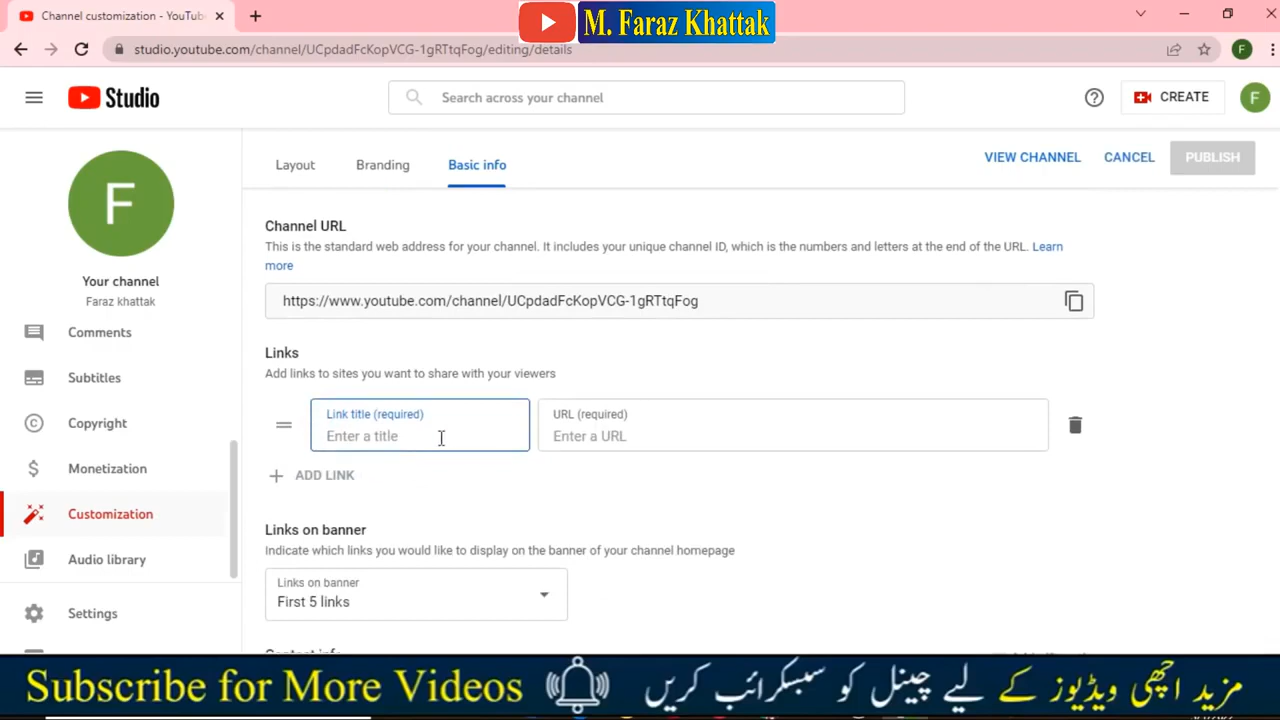 Channel customization - YouTube
M. Faraz Khattak
studio.youtube.com/channel/UCpdadFcKopVCG-1gRTtqFog/editing/details
F
Studio
Search across your channel
CREATE
F
F
Your channel
Faraz khattak
Comments
Subtitles
Copyright
Monetization
Customization
Audio library
Settings
Layout
Branding
Basic info
VIEW CHANNEL
CANCEL
PUBLISH
Channel URL
This is the standard web address for your channel. It includes your unique channel ID, which is the numbers and letters at the end of the URL. Learn
more
https://www.youtube.com/channel/UCpdadFcKopVCG-1gRTtqFog
Links
Add links to sites you want to share with your viewers
Link title (required)
Enter a title
URL (required)
Enter a URL
ADD LINK
Links on banner
Indicate which links you would like to display on the banner of your channel homepage
Links on banner
First 5 links
Subscribe for More Videos
مزید اچھی ویڈیوز کے لیے چینل کو سبسکرائب کریں